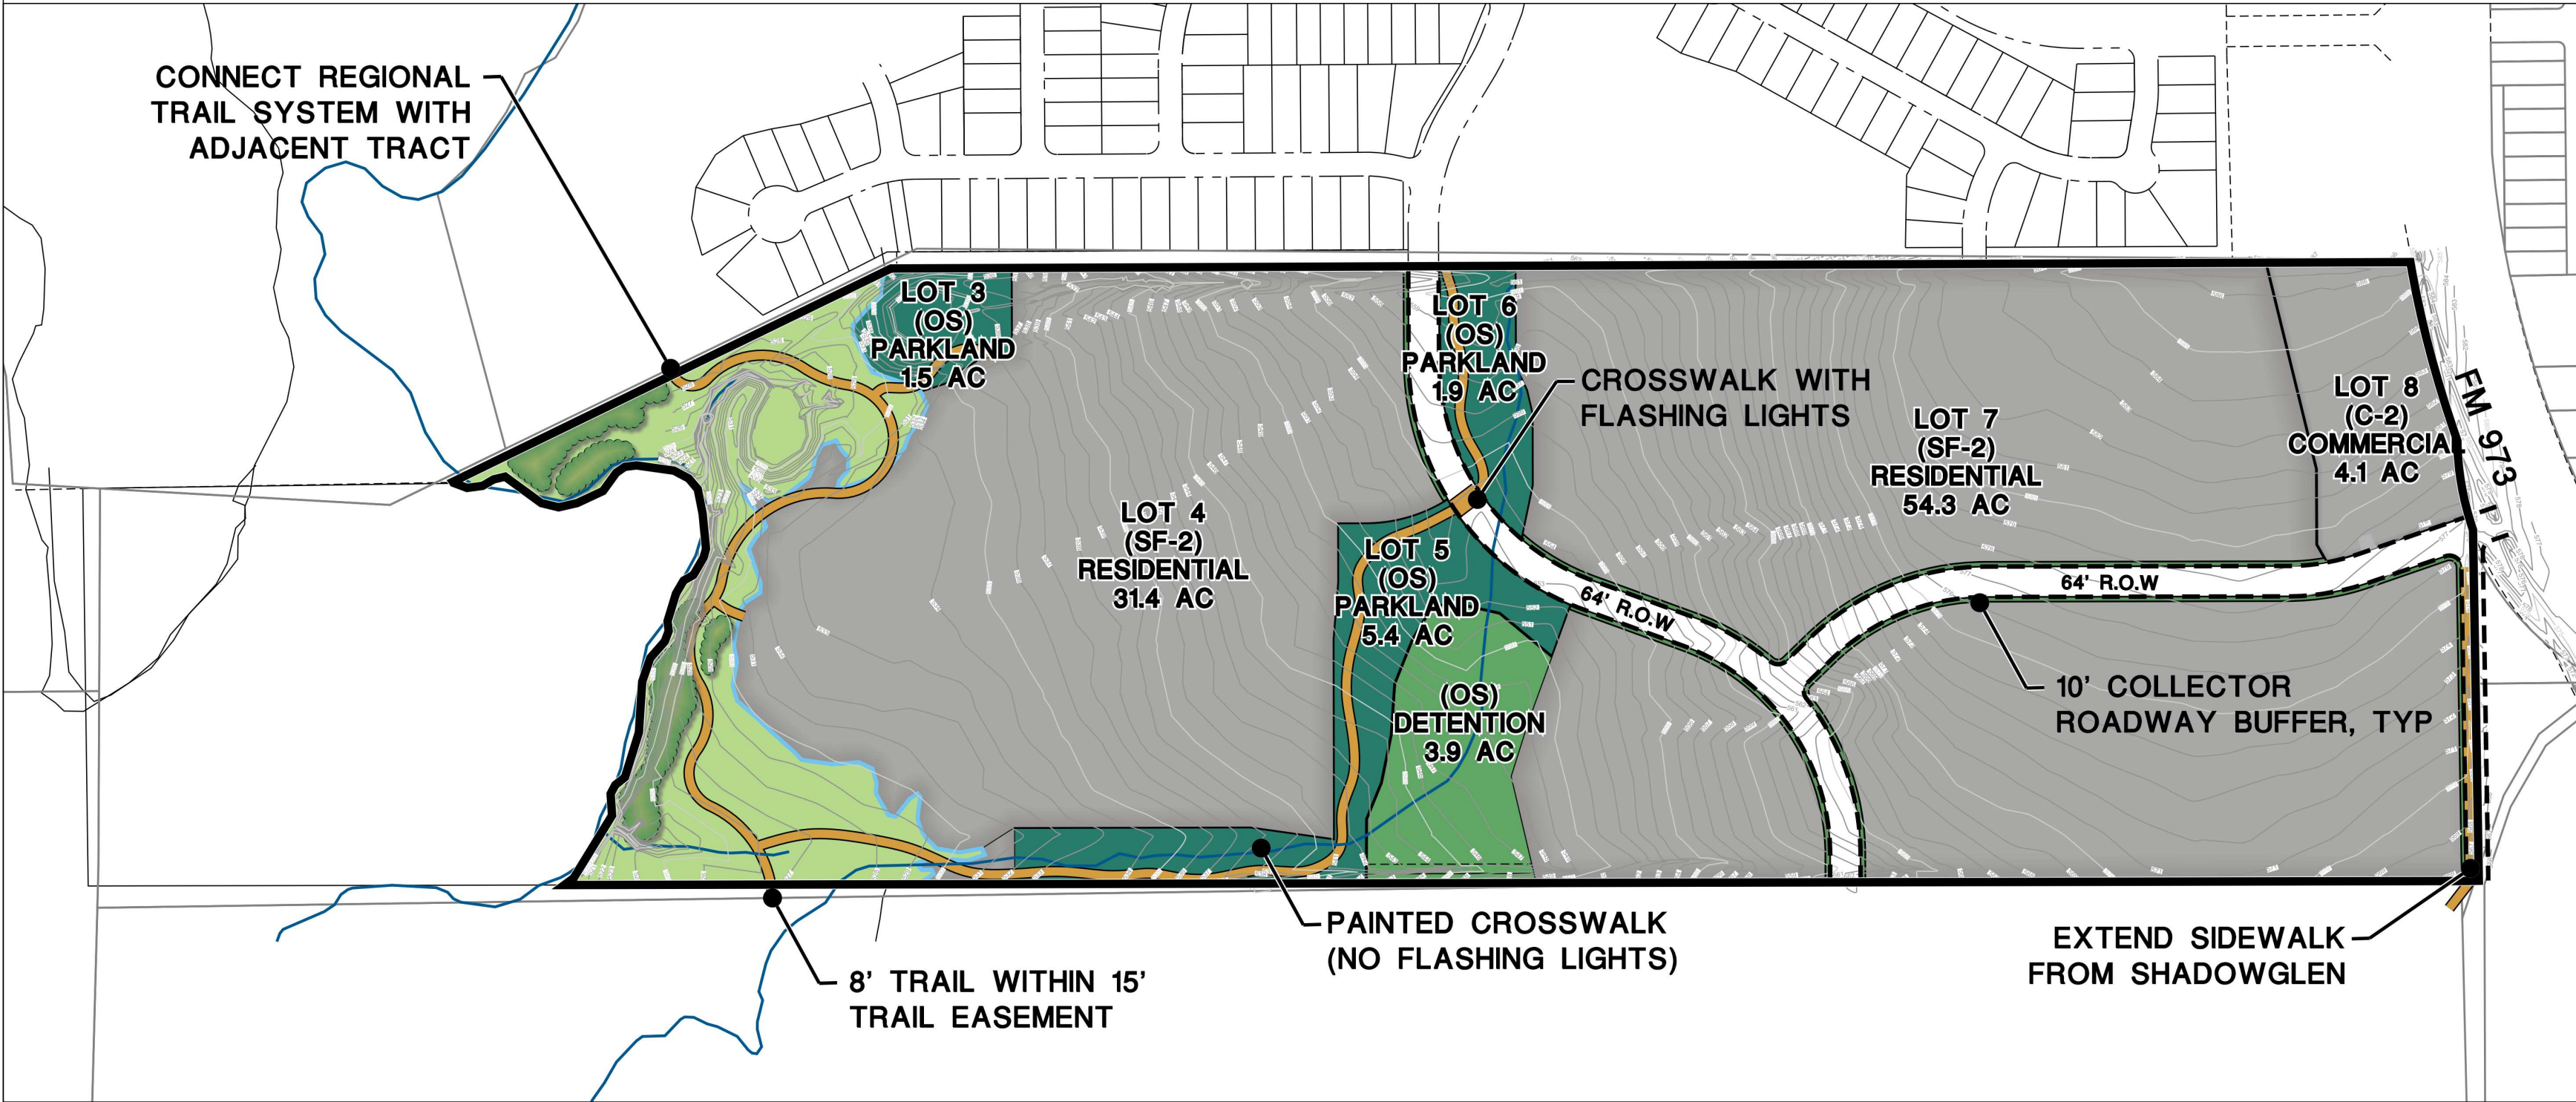 CONNECT REGIONAL
TRAIL SYSTEM WITH
ADJACENT TRACT
LOT 3
(OS)
PARKLAND
1.5 AC
LOT 6
(OS)
PARKLAND
1.9 AC
CROSSWALK WITH
FLASHING LIGHTS
LOT 7
(SF-2)
RESIDENTIAL
54.3 AC
LOT 8
(C-2)
COMMERCIAL
4.1 AC
FM 973
LOT 4
(SF-2)
RESIDENTIAL
31.4 AC
LOT 5
(OS)
PARKLAND
5.4 AC
64' R.O.W
64' R.O.W
(OS)
DETENTION
3.9 AC
10' COLLECTOR
ROADWAY BUFFER, TYP
PAINTED CROSSWALK
(NO FLASHING LIGHTS)
EXTEND SIDEWALK
FROM SHADOWGLEN
8' TRAIL WITHIN 15'
TRAIL EASEMENT